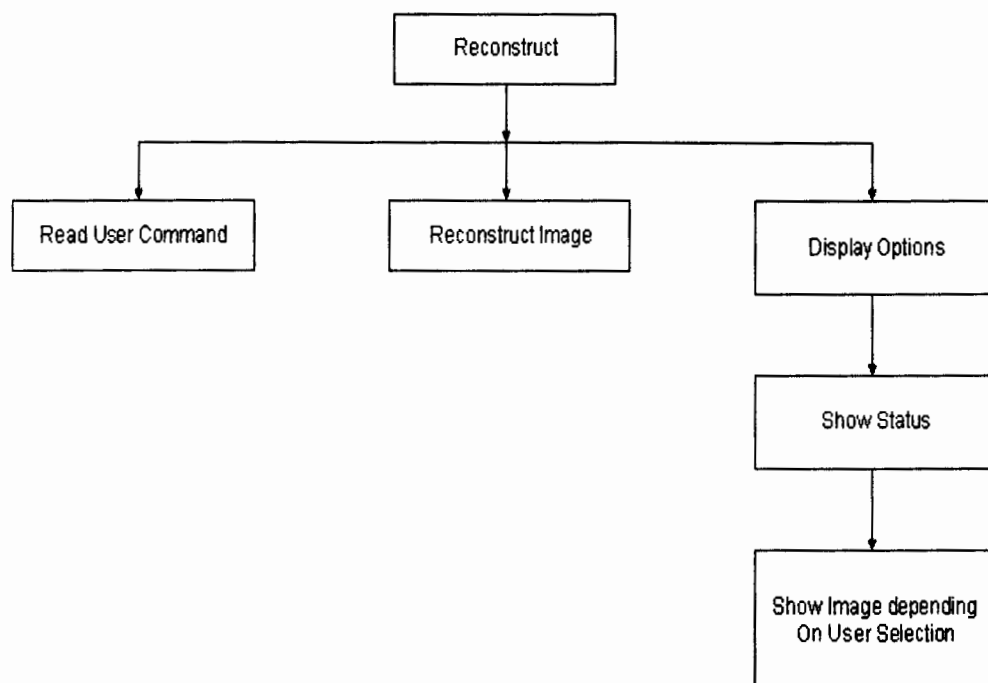 Reconstruct
Read User Command
Reconstruct Image
Display Options
Show Status
Show Image depending
On User Selection